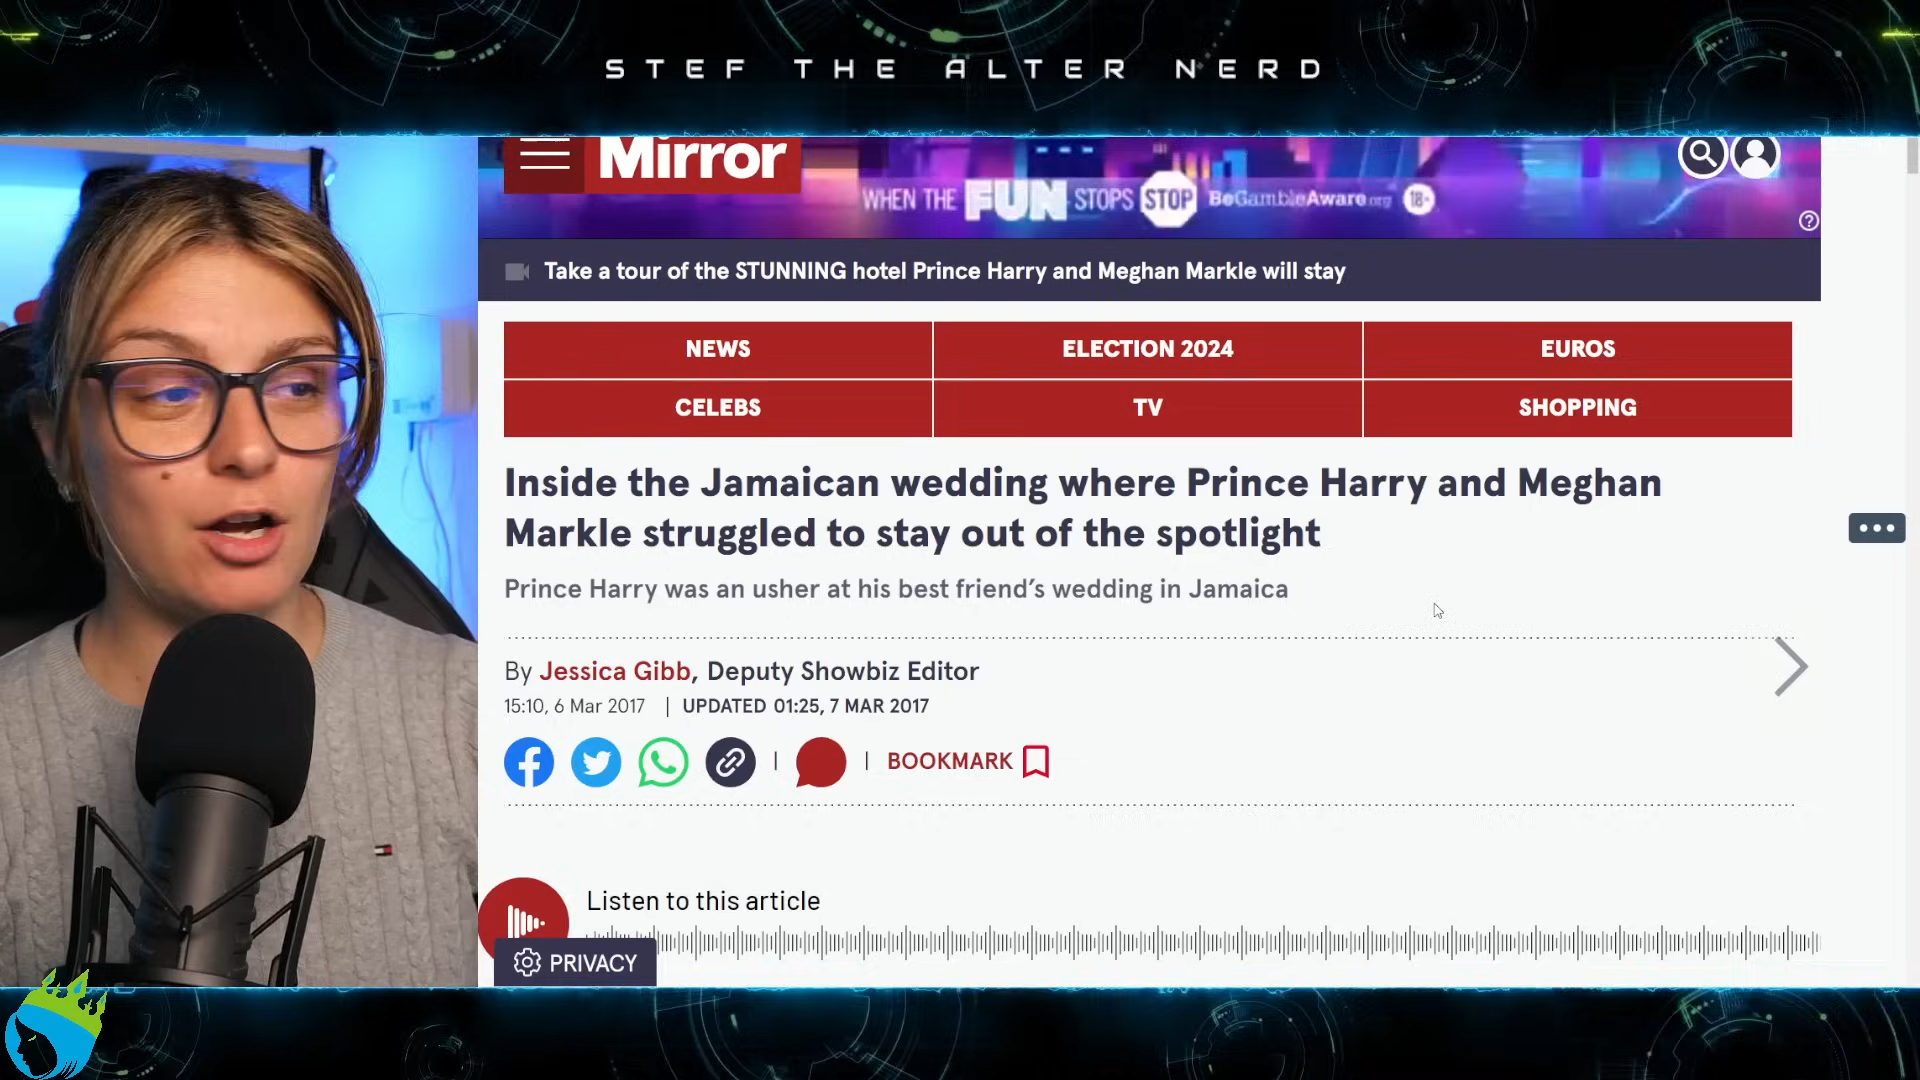 STEF THE ALTER NERD
Mirror
WHEN THE FUN STOPS STOP BeGambleAware.org 18+
Take a tour of the STUNNING hotel Prince Harry and Meghan Markle will stay
NEWS
ELECTION 2024
EUROS
CELEBS
TV
SHOPPING
Inside the Jamaican wedding where Prince Harry and Meghan
Markle struggled to stay out of the spotlight
Prince Harry was an usher at his best friend's wedding in Jamaica
By Jessica Gibb, Deputy Showbiz Editor
15:10, 6 Mar 2017 | UPDATED 01:25, 7 MAR 2017
| | BOOKMARK
Listen to this article
PRIVACY